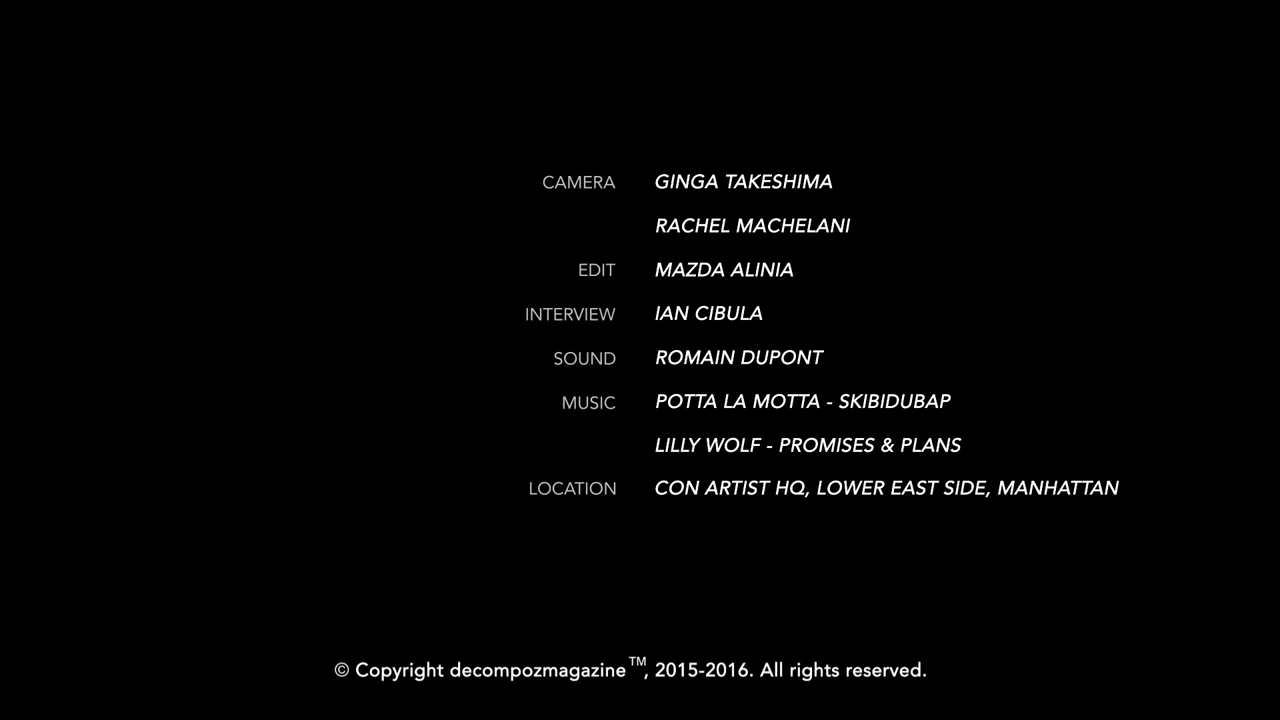 CAMERA GINGA TAKESHIMA
RACHEL MACHELANI
EDIT MAZDA ALINIA
INTERVIEW IAN CIBULA
SOUND ROMAIN DUPONT
MUSIC POTTA LA MOTTA - SKIBIDUBAP
LILLY WOLF - PROMISES & PLANS
LOCATION CON ARTIST HQ, LOWER EAST SIDE, MANHATTAN
© Copyright decompozmagazine™, 2015-2016. All rights reserved.